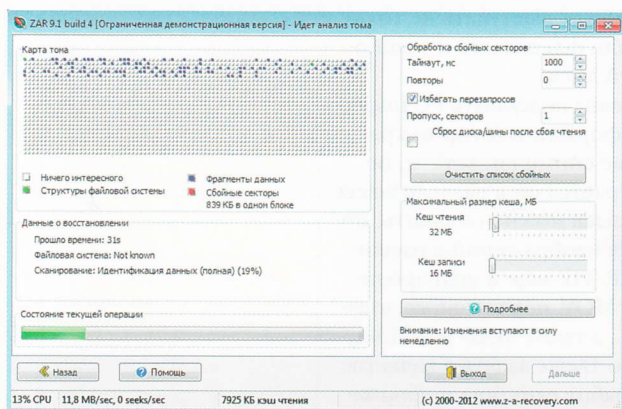 ZAR 9.1 build 4 [Ограниченная демонстрационная версия] - Идет анализ тома
Карта тона
Ничего интересного
Фрагменты данных
Структуры файловой системы
Сбойные секторы
839 КБ в одном блоке
Данные о восстановлении
Прошло времени: 31s
Файловая система: Not known
Сканирование: Идентификация данных (полная) (19%)
Состояние текущей операции
Обработка сбойных секторов
Таймаут, нс 1000
Повторы 0
Избегать перезапросов
Пропуск, секторов 1
Сброс диска/шины после сбоя чтения
Очистить список сбойных
Максимальный размер кеша, МБ
Кеш чтения
32 МБ
Кеш записи
16 МБ
Подробнее
Внимание: Изменения вступают в силу
немедленно
Назад
Помощь
Выход
Дальше
13% CPU 11,8 MB/sec, 0 seeks/sec 7925 КБ кэш чтения (c) 2000-2012 www.z-a-recovery.com